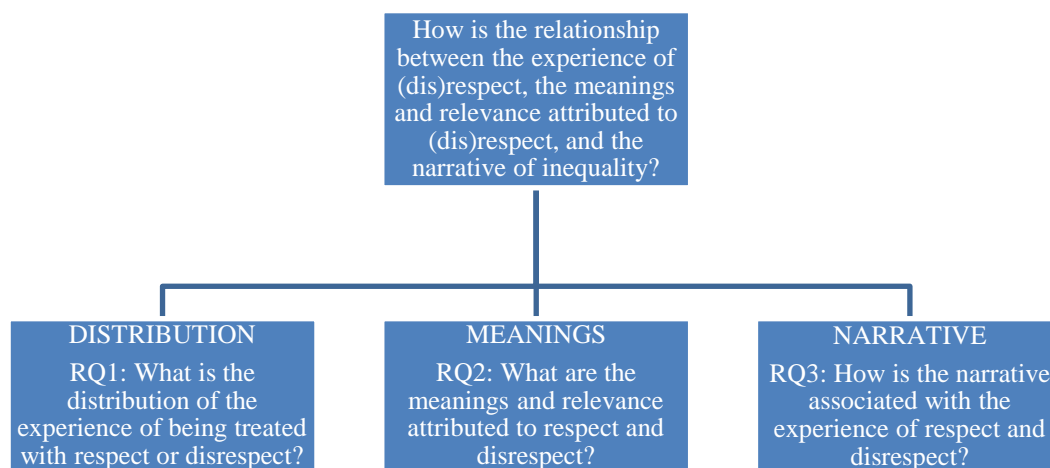 How is the relationship
between the experience of
(dis)respect, the meanings
and relevance attributed to
(dis)respect, and the
narrative of inequality?
DISTRIBUTION
RQ1: What is the
distribution of the
experience of being treated
with respect or disrespect?
MEANINGS
RQ2: What are the
meanings and relevance
attributed to respect and
disrespect?
NARRATIVE
RQ3: How is the narrative
associated with the
experience of respect and
disrepect?